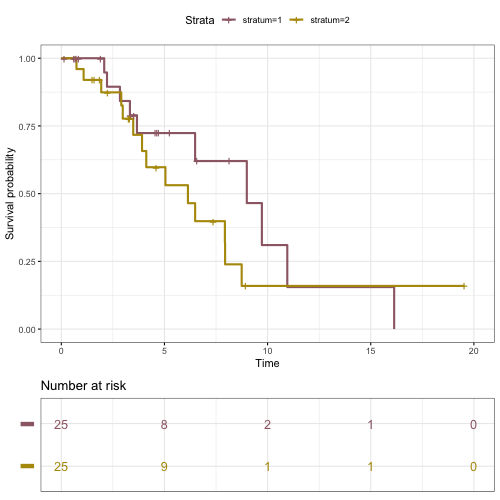 Strata stratum=1 stratum=2
Survival probability
1.00
0.75
0.50
0.25
0.00
0 5 10 15 20
Time
Number at risk
25 8 2 1 0
25 9 1 1 0